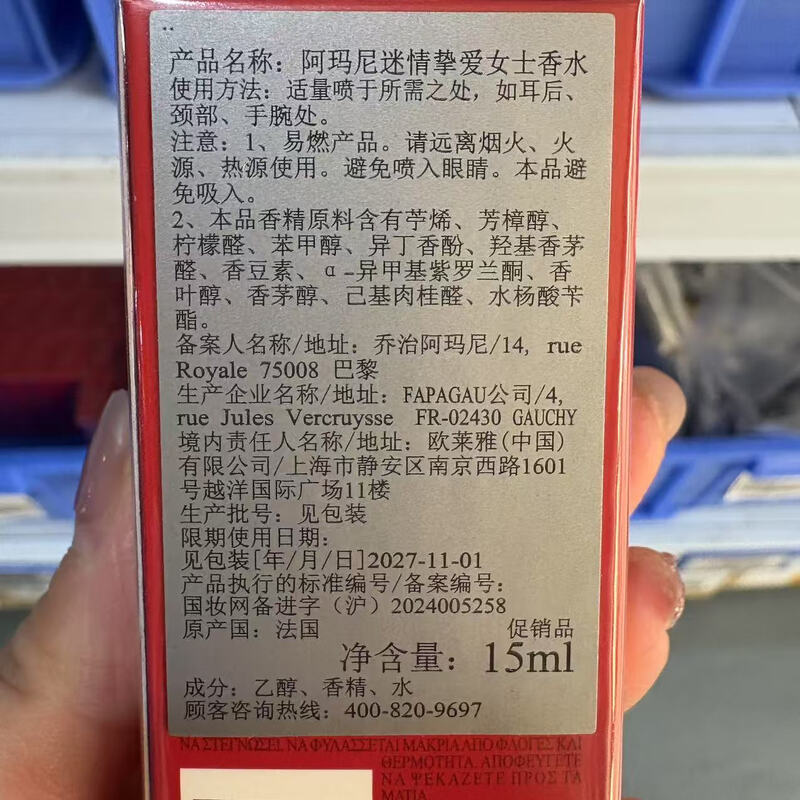 产品名称：阿玛尼迷情挚爱女士香水
使用方法：适量喷于所需之处，如耳后、
颈部、手腕处。
注意：1、易燃产品。请远离烟火、火
源、热源使用。避免喷入眼睛。本品避
免吸入。
2、本品香精原料含有苧烯、芳樟醇、
柠檬醛、苯甲醇、异丁香酚、羟基香茅
醛、香豆素、α-异甲基紫罗兰酮、香
叶醇、香茅醇、己基肉桂醛、水杨酸苄
酯。
备案人名称/地址：乔治阿玛尼/14, rue
Royale 75008 巴黎
生产企业名称/地址：FAPAGAU公司/4,
rue Jules Vercruysse FR-02430 GAUCHY
境内责任人名称/地址：欧莱雅(中国)
有限公司/上海市静安区南京西路1601
号越洋国际广场11楼
生产批号：见包装
限期使用日期：
见包装[年/月/日]2027-11-01
产品执行的标准编号/备案编号：
国妆网备进字（沪）2024005258
原产国：法国 促销品
净含量：15ml
成分：乙醇、香精、水
顾客咨询热线：400-820-9697
ΝΑ ΣΤΕΓΝΩΣΕΙ. ΝΑ ΦΥΛΑΣΣΕΤΑΙ ΜΑΚΡΙΑ ΑΠΟ ΦΛΟΓΕΣ ΚΑΙ
ΘΕΡΜΟΤΗΤΑ. ΑΠΟΦΕΥΓΕΤΕ
ΝΑ ΨΕΚΑΖΕΤΕ ΠΡΟΣ ΤΑ
ΜΑΤΙΑ.